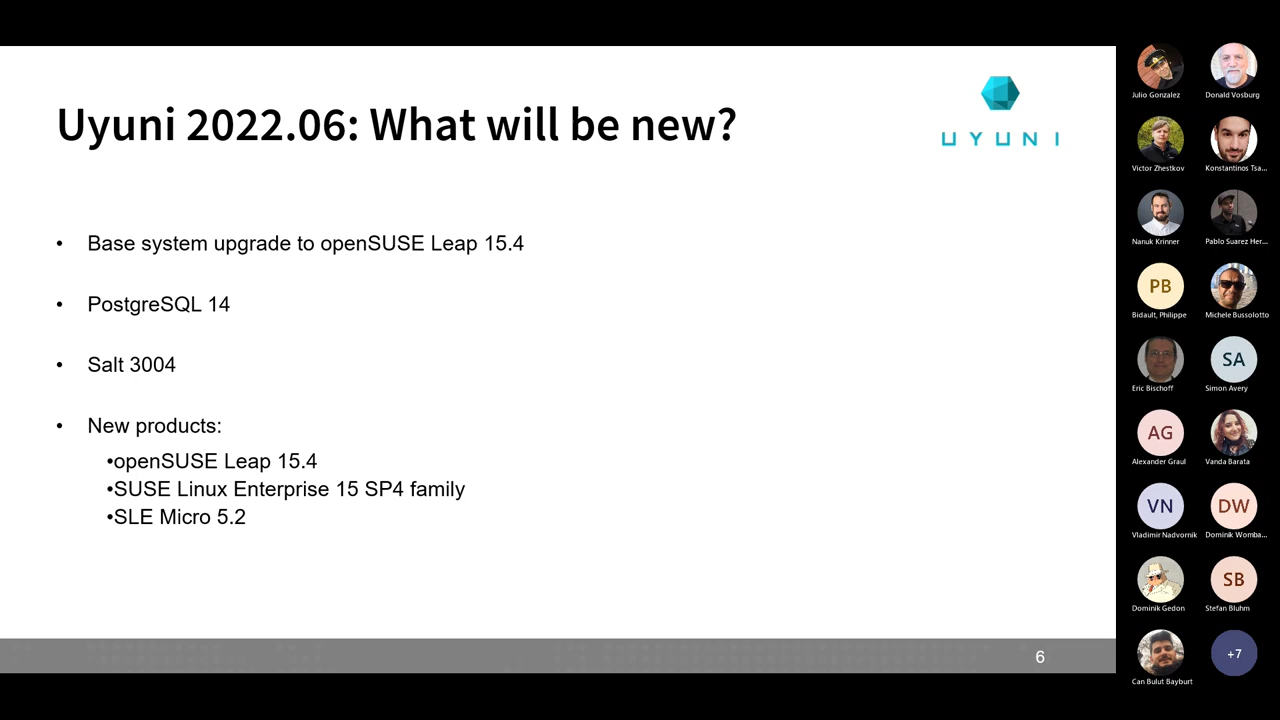 Uyuni 2022.06: What will be new?
UYUNI
• Base system upgrade to openSUSE Leap 15.4
• PostgreSQL 14
• Salt 3004
• New products:
•openSUSE Leap 15.4
•SUSE Linux Enterprise 15 SP4 family
•SLE Micro 5.2
6
Julio Gonzalez
Donald Vosburg
Victor Zhestkov
Konstantinos Tsa...
Nanuk Krinner
Pablo Suarez Her...
PB
Bidault, Philippe
Michele Bussolotto
Eric Bischoff
SA
Simon Avery
AG
Alexander Graul
Vanda Barata
VN
Vladimir Nadvornik
DW
Dominik Womba...
Dominik Gedon
SB
Stefan Bluhm
Can Bulut Bayburt
+7